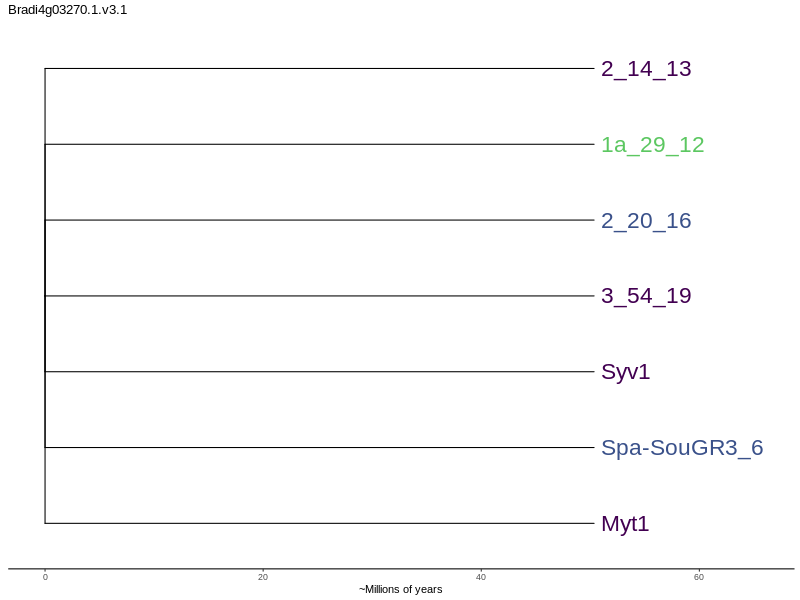 Bradi4g03270.1.v3.1
2_14_13
1a_29_12
2_20_16
3_54_19
Syv1
Spa-SouGR3_6
Myt1
0 20 40 60
~Millions of years